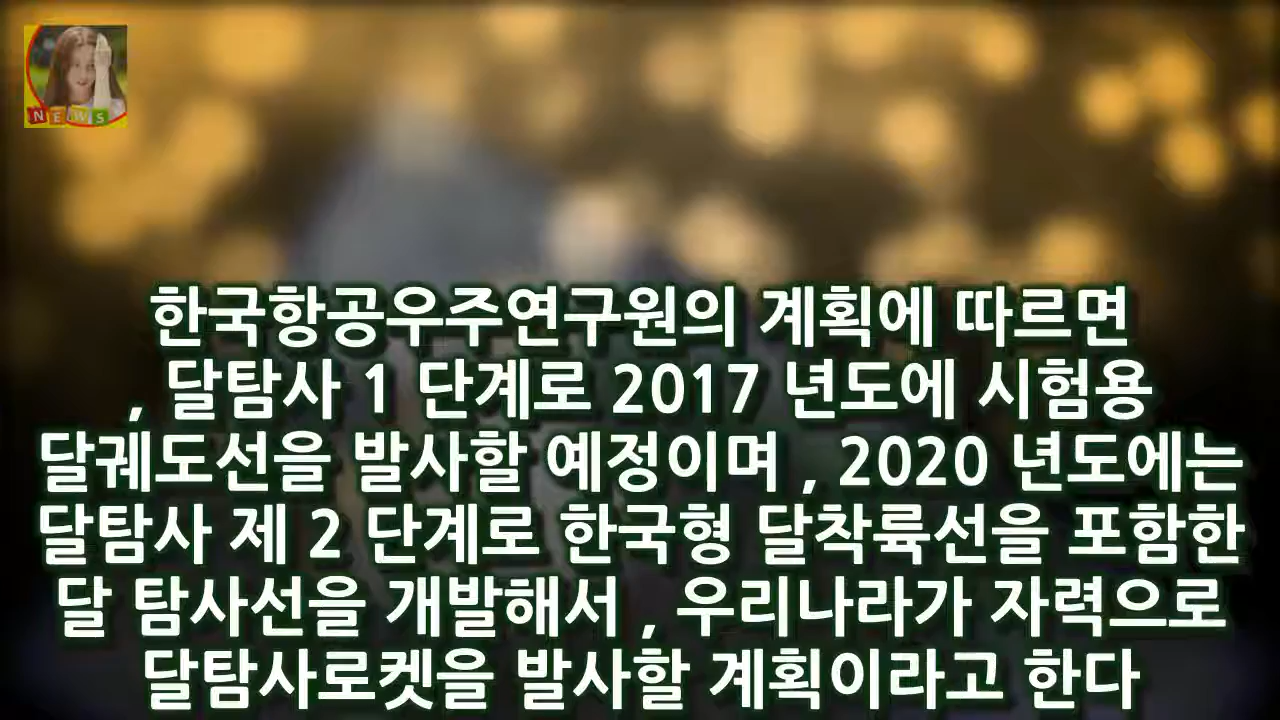 NEWS
한국항공우주연구원의 계획에 따르면
, 달탐사 1 단계로 2017 년도에 시험용
달궤도선을 발사할 예정이며 , 2020 년도에는
달탐사 제 2 단계로 한국형 달착륙선을 포함한
달 탐사선을 개발해서 , 우리나라가 자력으로
달탐사로켓을 발사할 계획이라고 한다